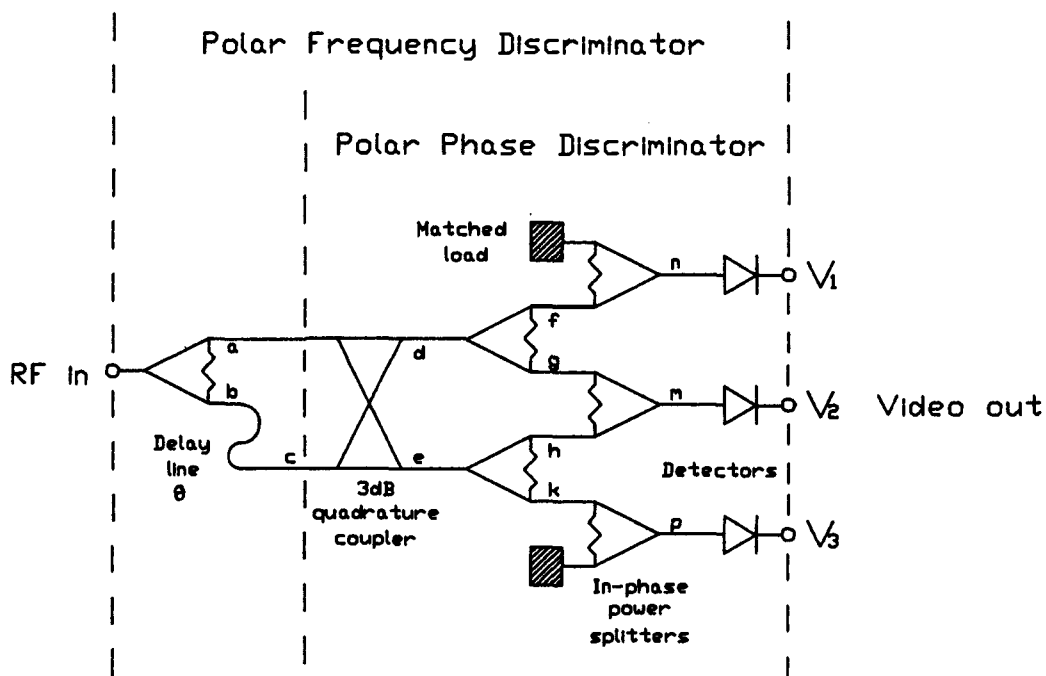 Polar Frequency Discriminator
Polar Phase Discriminator
Matched
load
n
V1
f
a
d
g
RF in
b
m
V2 Video out
Delay
line
θ
c
e
h
Detectors
3dB
quadrature
coupler
k
p
V3
In-phase
power
splitters